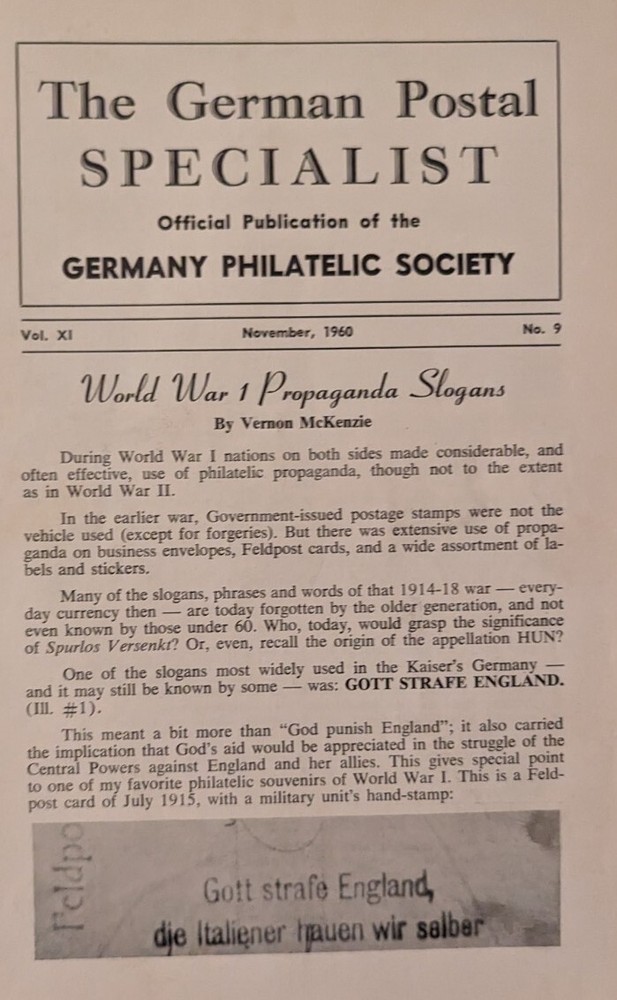 The German Postal
SPECIALIST
Official Publication of the
GERMANY PHILATELIC SOCIETY
Vol. XI November, 1960 No. 9
World War 1 Propaganda Slogans
By Vernon McKenzie
During World War I nations on both sides made considerable, and
often effective, use of philatelic propaganda, though not to the extent
as in World War II.
In the earlier war, Government-issued postage stamps were not the
vehicle used (except for forgeries). But there was extensive use of propa-
ganda on business envelopes, Feldpost cards, and a wide assortment of la-
bels and stickers.
Many of the slogans, phrases and words of that 1914-18 war — every-
day currency then — are today forgotten by the older generation, and not
even known by those under 60. Who, today, would grasp the significance
of Spurlos Versenkt? Or, even, recall the origin of the appellation HUN?
One of the slogans most widely used in the Kaiser's Germany —
and it may still be known by some — was: GOTT STRAFE ENGLAND.
(Ill. #1).
This meant a bit more than "God punish England"; it also carried
the implication that God's aid would be appreciated in the struggle of the
Central Powers against England and her allies. This gives special point
to one of my favorite philatelic souvenirs of World War I. This is a Feld-
post card of July 1915, with a military unit's hand-stamp:
Feldpo
Gott strafe England,
die Italiener hauen wir selber